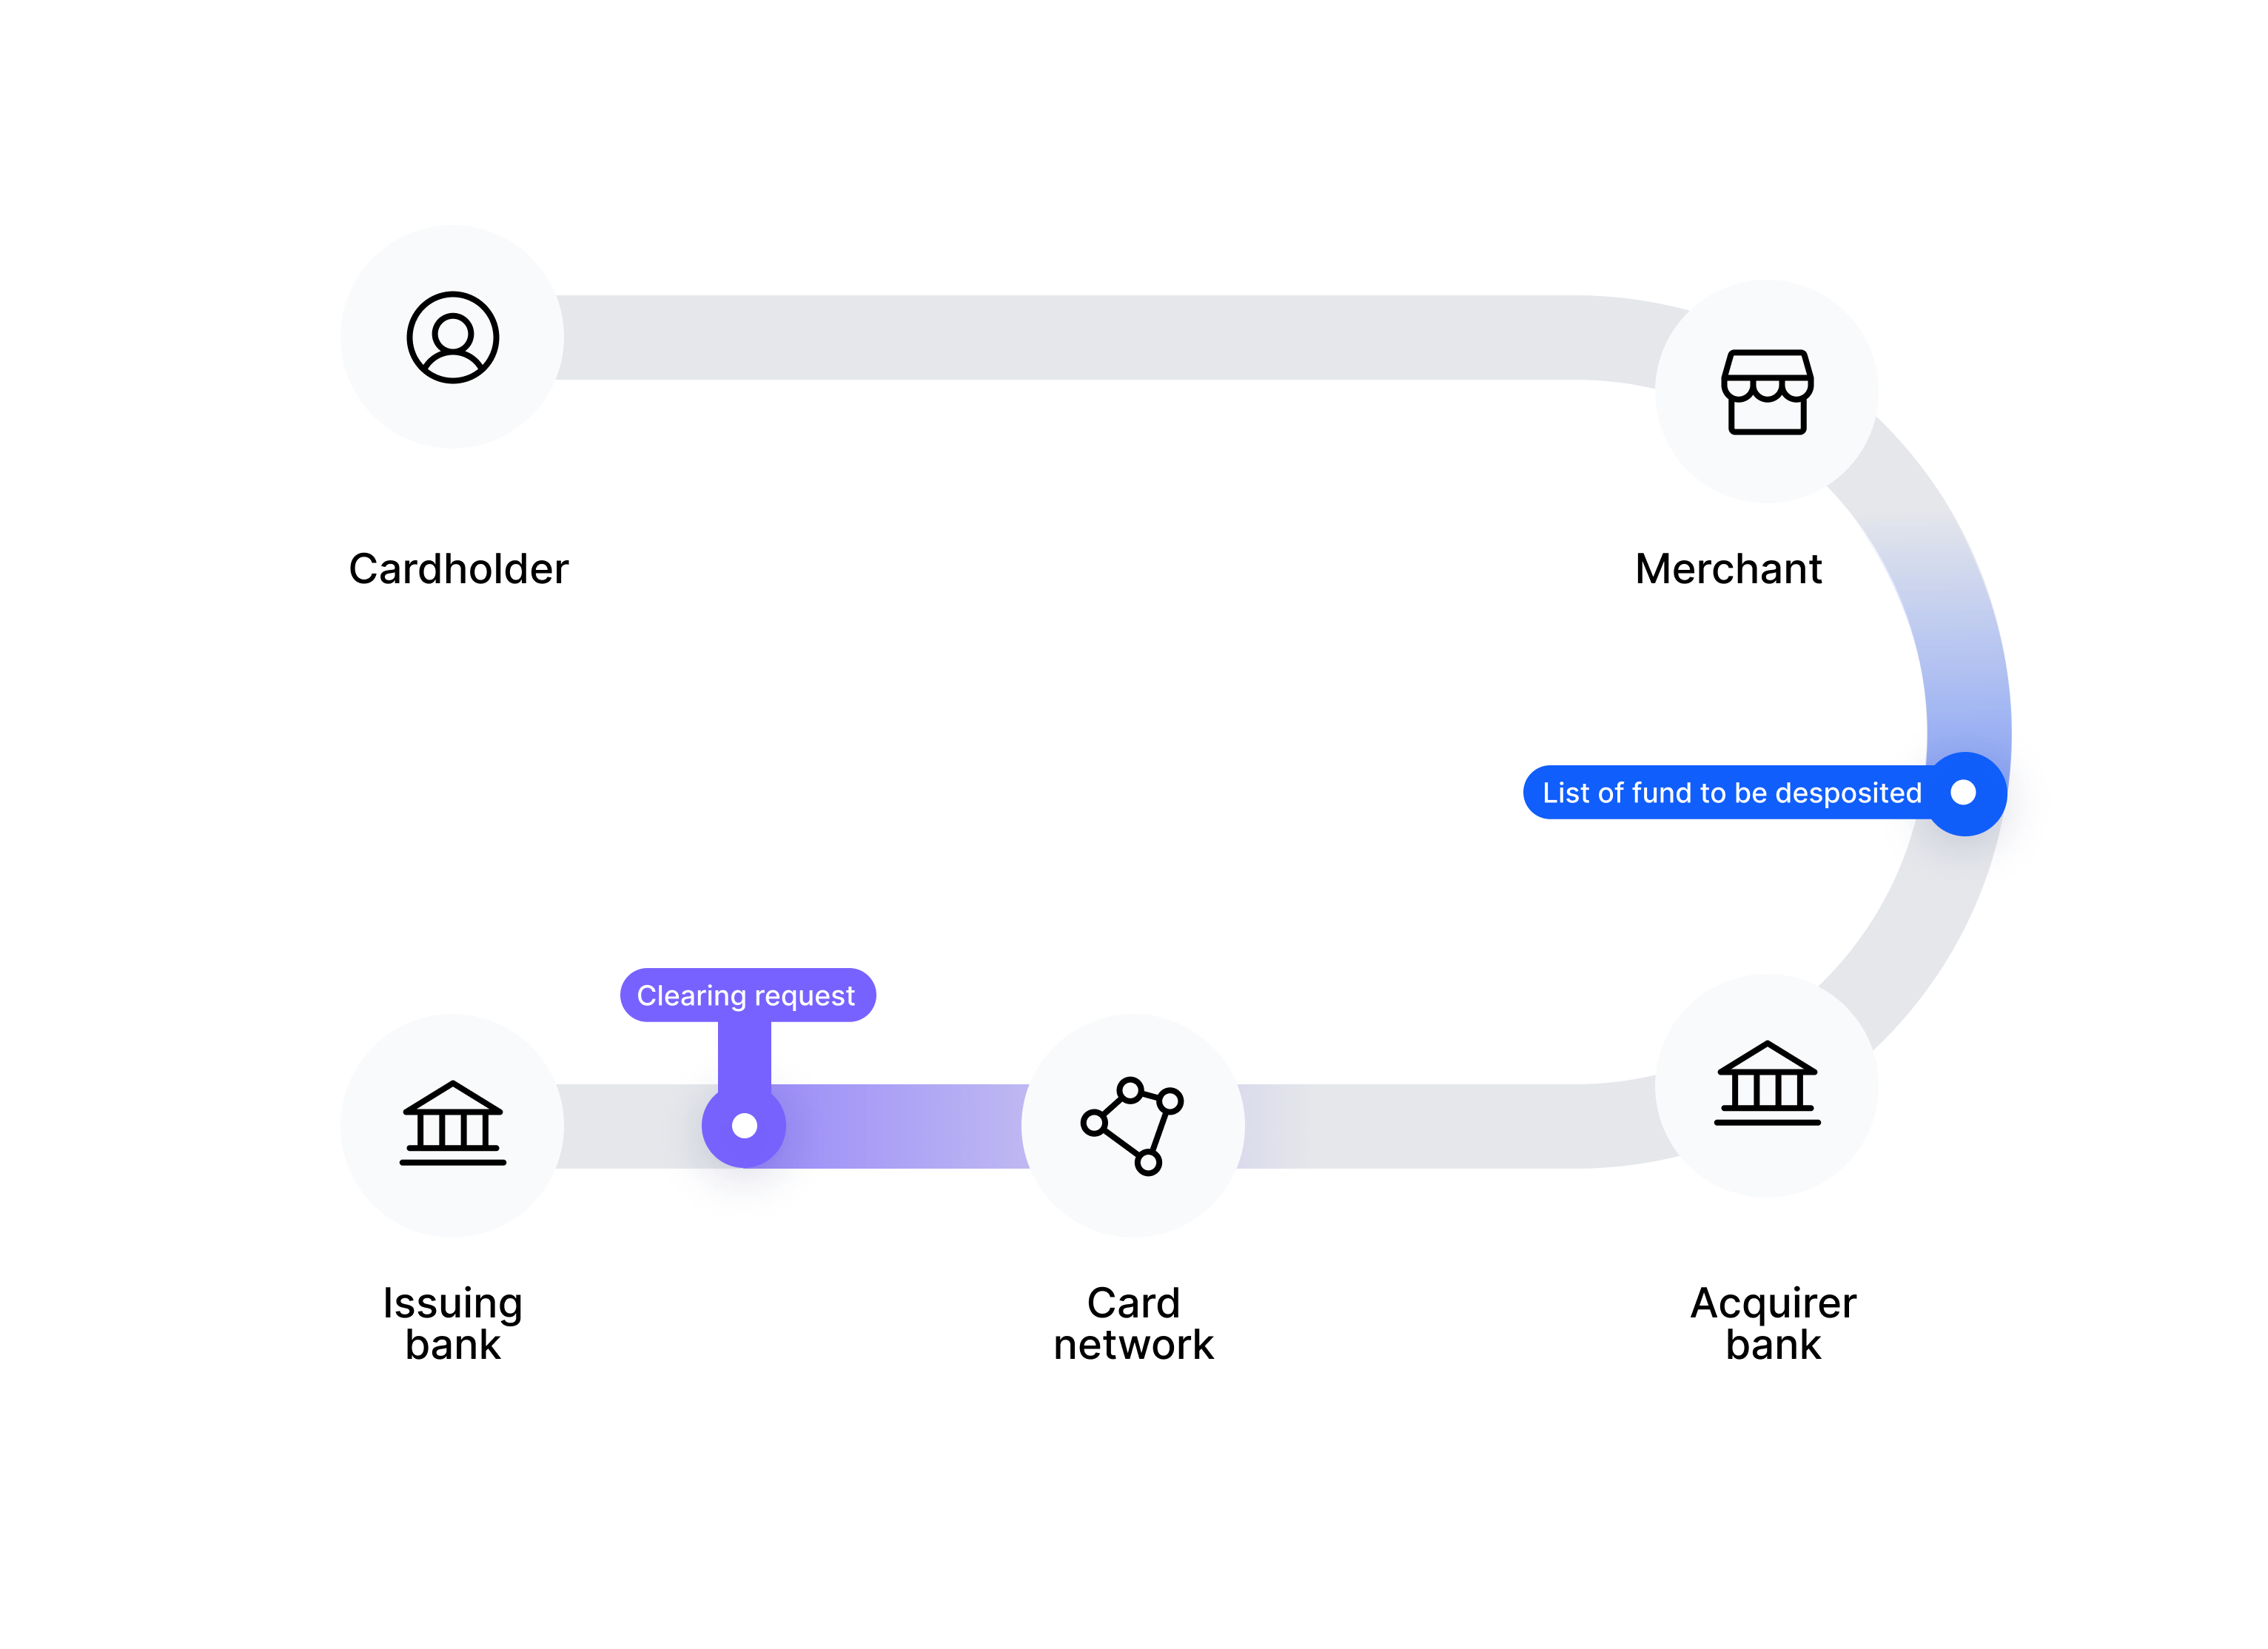 Cardholder
Merchant
List of fund to be desposited
Clearing request
Issuing
bank
Card
network
Acquirer
bank